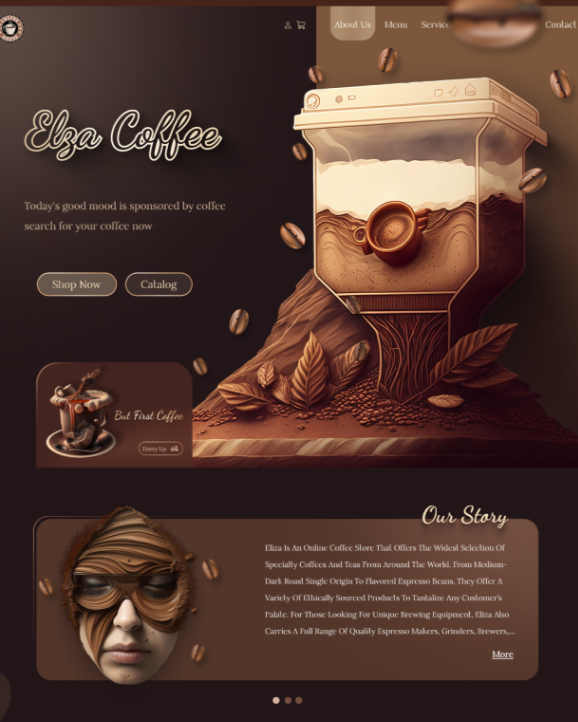 About Us
Menu
Service
Contact
Elza Coffee
Today's good mood is sponsored by coffee
search for your coffee now
Shop Now
Catalog
But First Coffee
Hurry Up
Our Story
Eliza Is An Online Coffee Store That Offers The Widest Selection Of
Specialty Coffees And Teas From Around The World. From Medium-
Dark Roast Single Origin To Flavored Espresso Beans, They Offer A
Variety Of Ethically Sourced Products To Tantalize Any Customer's
Palate. For Those Looking For Unique Brewing Equipment, Eliza Also
Carries A Full Range Of Quality Espresso Makers, Grinders, Brewers,...
More